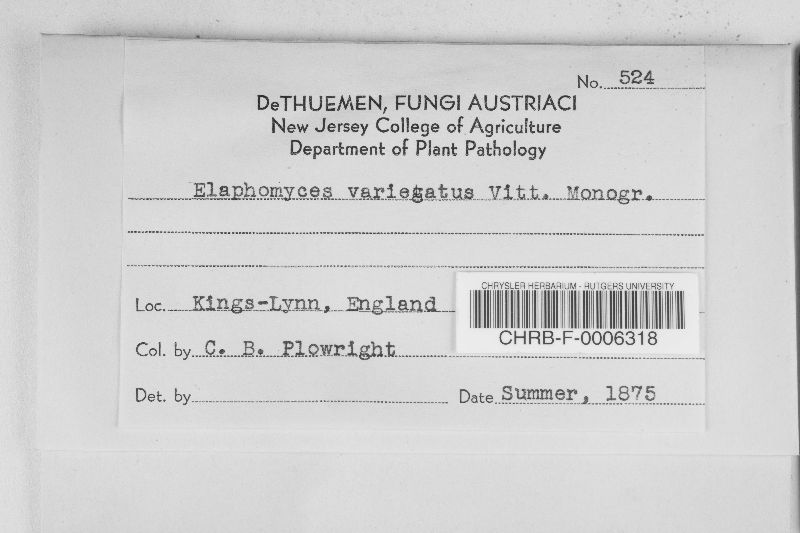 No. 524
DeTHUEMEN, FUNGI AUSTRIACI
New Jersey College of Agriculture
Department of Plant Pathology
Elaphomyces variegatus Vitt. Monogr.
Loc. Kings-Lynn, England
CHRYSLER HERBARIUM - RUTGERS UNIVERSITY
CHRB-F-0006318
Col. by C. B. Plowright
Det. by Date Summer, 1875